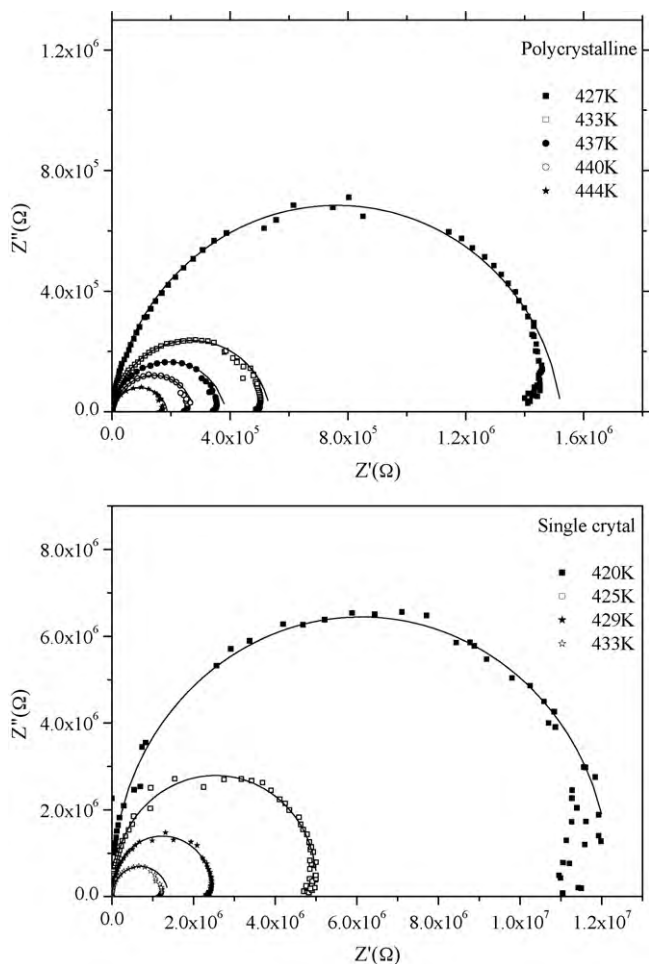 Polycrystalline
427K
433K
437K
440K
444K
1.2x10⁶
8.0x10⁵
4.0x10⁵
0.0
Z''(Ω)
0.0
4.0x10⁵
8.0x10⁵
1.2x10⁶
1.6x10⁶
Z'(Ω)
Single crytal
420K
425K
429K
433K
8.0x10⁶
6.0x10⁶
4.0x10⁶
2.0x10⁶
0.0
Z''(Ω)
0.0
2.0x10⁶
4.0x10⁶
6.0x10⁶
8.0x10⁶
1.0x10⁷
1.2x10⁷
Z'(Ω)